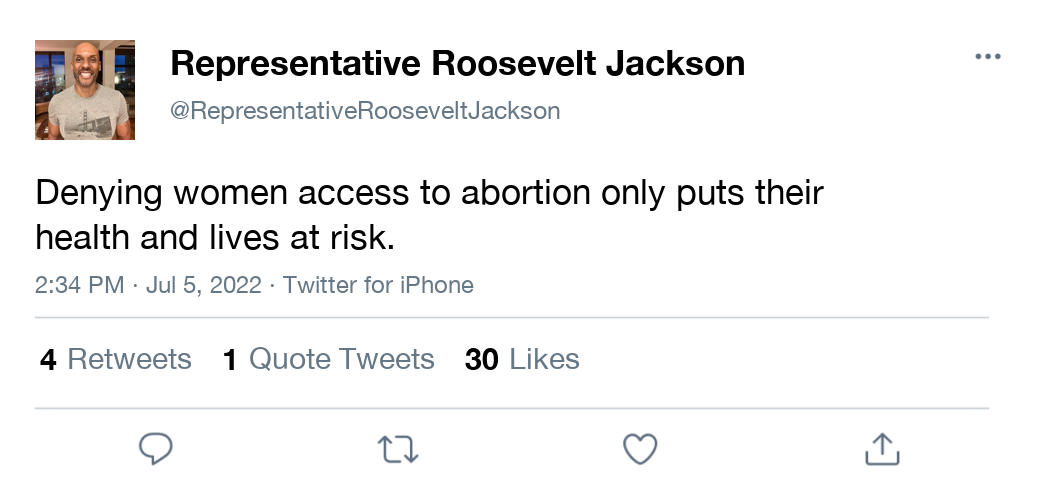 Representative Roosevelt Jackson
@RepresentativeRooseveltJackson
Denying women access to abortion only puts their
health and lives at risk.
2:34 PM · Jul 5, 2022 · Twitter for iPhone
4 Retweets 1 Quote Tweets 30 Likes